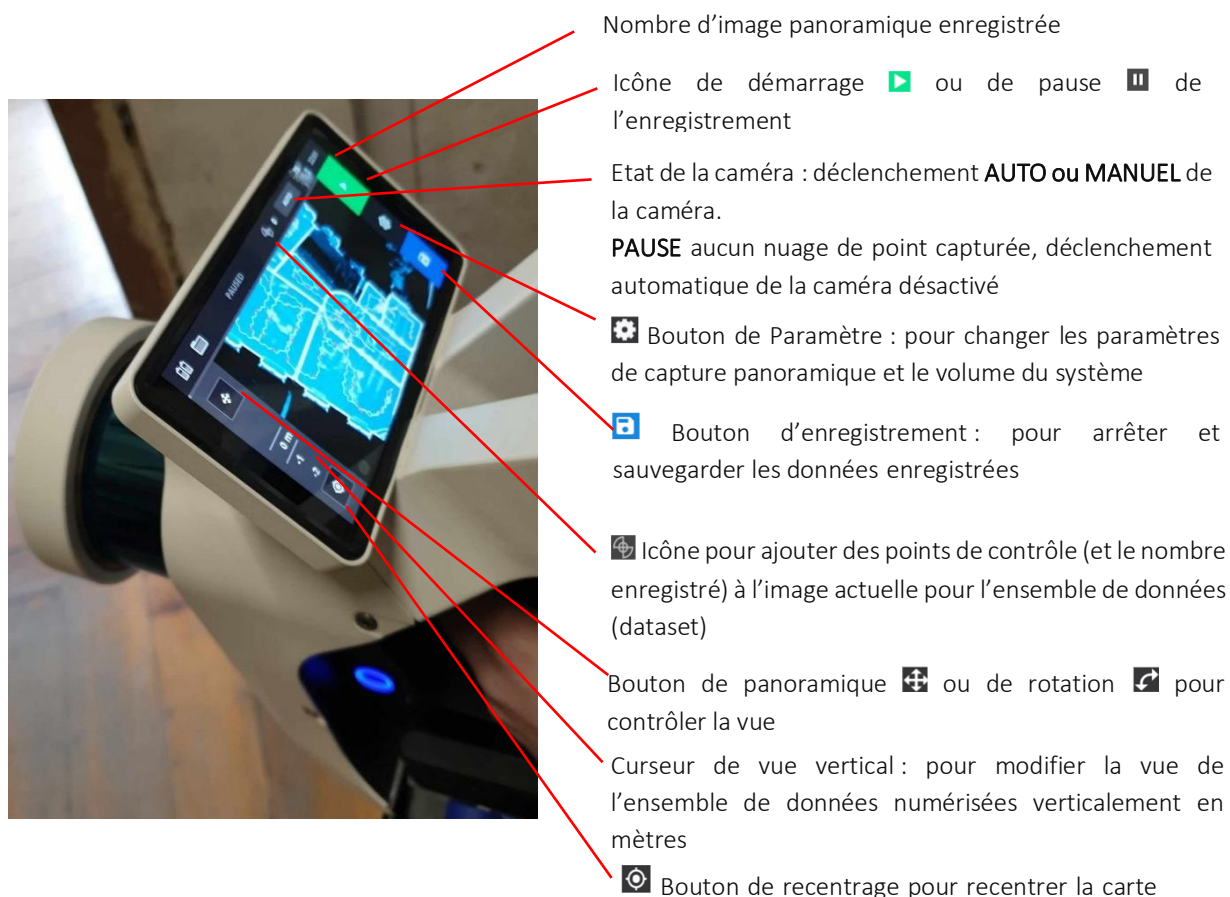 Nombre d’image panoramique enregistrée
Icône de démarrage ou de pause de
l’enregistrement
Etat de la caméra : déclenchement AUTO ou MANUEL de
la caméra.
PAUSE aucun nuage de point capturée, déclenchement
automatique de la caméra désactivé
Bouton de Paramètre : pour changer les paramètres
de capture panoramique et le volume du système
Bouton d’enregistrement : pour arrêter et
sauvegarder les données enregistrées
Icône pour ajouter des points de contrôle (et le nombre
enregistré) à l’image actuelle pour l’ensemble de données
(dataset)
Bouton de panoramique ou de rotation pour
contrôler la vue
Curseur de vue vertical : pour modifier la vue de
l’ensemble de données numérisées verticalement en
mètres
Bouton de recentrage pour recentrer la carte
AUTO
PAUSED
0 m
-1